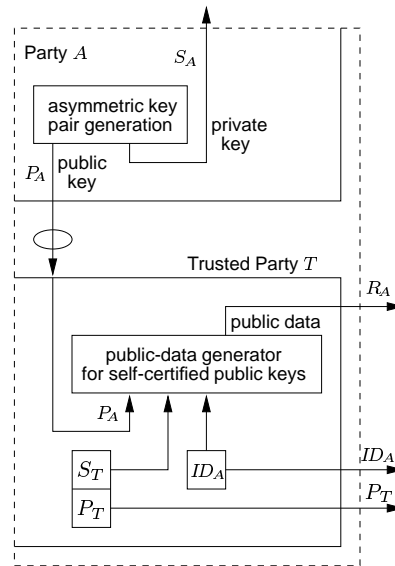 Party A
S_A
asymmetric key
pair generation
private
key
P_A
public
key
Trusted Party T
R_A
public data
public-data generator
for self-certified public keys
P_A
S_T
ID_A
ID_A
P_T
P_T